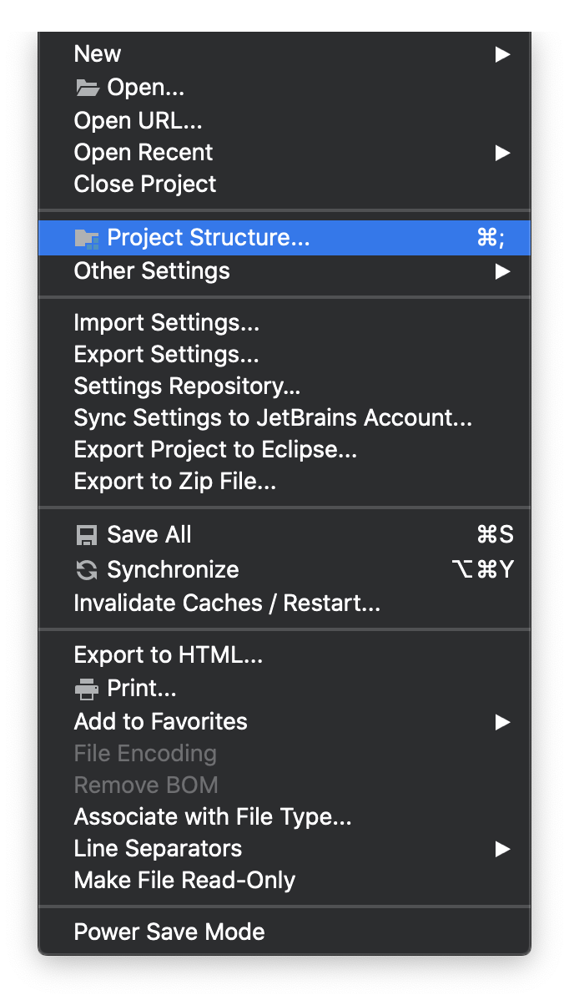 New
Open...
Open URL...
Open Recent
Close Project
Project Structure... ⌘;
Other Settings
Import Settings...
Export Settings...
Settings Repository...
Sync Settings to JetBrains Account...
Export Project to Eclipse...
Export to Zip File...
Save All ⌘S
Synchronize ⌥⌘Y
Invalidate Caches / Restart...
Export to HTML...
Print...
Add to Favorites
File Encoding
Remove BOM
Associate with File Type...
Line Separators
Make File Read-Only
Power Save Mode